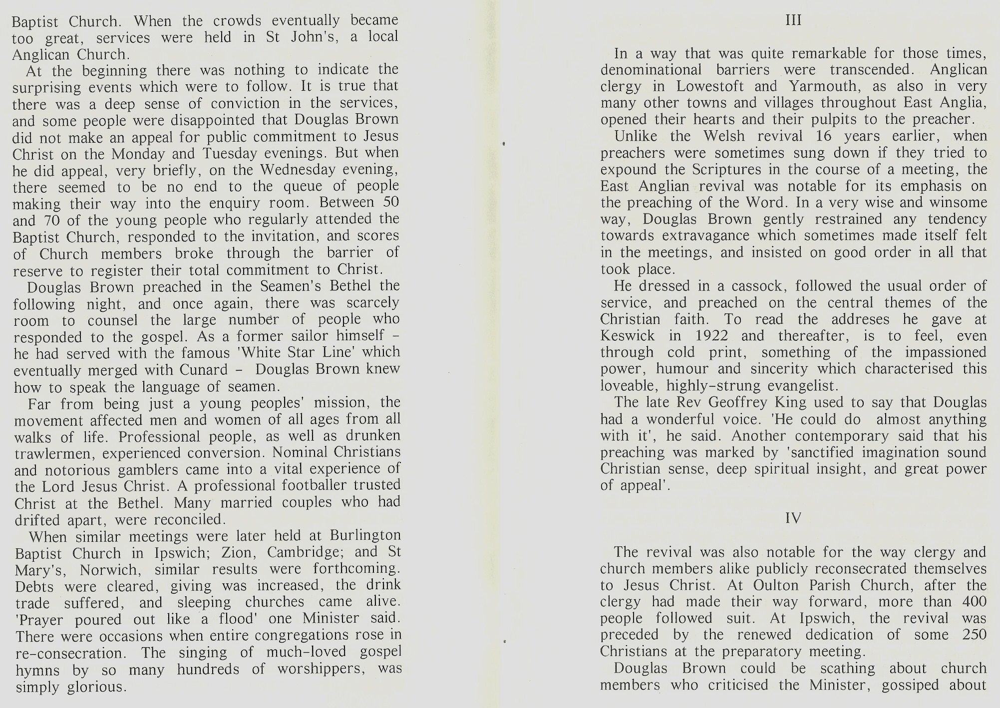 Baptist Church. When the crowds eventually became
too great, services were held in St John's, a local
Anglican Church.
At the beginning there was nothing to indicate the
surprising events which were to follow. It is true that
there was a deep sense of conviction in the services,
and some people were disappointed that Douglas Brown
did not make an appeal for public commitment to Jesus
Christ on the Monday and Tuesday evenings. But when
he did appeal, very briefly, on the Wednesday evening,
there seemed to be no end to the queue of people
making their way into the enquiry room. Between 50
and 70 of the young people who regularly attended the
Baptist Church, responded to the invitation, and scores
of Church members broke through the barrier of
reserve to register their total commitment to Christ.
Douglas Brown preached in the Seamen's Bethel the
following night, and once again, there was scarcely
room to counsel the large number of people who
responded to the gospel. As a former sailor himself –
he had served with the famous 'White Star Line' which
eventually merged with Cunard – Douglas Brown knew
how to speak the language of seamen.
Far from being just a young peoples' mission, the
movement affected men and women of all ages from all
walks of life. Professional people, as well as drunken
trawlermen, experienced conversion. Nominal Christians
and notorious gamblers came into a vital experience of
the Lord Jesus Christ. A professional footballer trusted
Christ at the Bethel. Many married couples who had
drifted apart, were reconciled.
When similar meetings were later held at Burlington
Baptist Church in Ipswich; Zion, Cambridge; and St
Mary's, Norwich, similar results were forthcoming.
Debts were cleared, giving was increased, the drink
trade suffered, and sleeping churches came alive.
'Prayer poured out like a flood' one Minister said.
There were occasions when entire congregations rose in
re-consecration. The singing of much-loved gospel
hymns by so many hundreds of worshippers, was
simply glorious.
III
In a way that was quite remarkable for those times,
denominational barriers were transcended. Anglican
clergy in Lowestoft and Yarmouth, as also in very
many other towns and villages throughout East Anglia,
opened their hearts and their pulpits to the preacher.
Unlike the Welsh revival 16 years earlier, when
preachers were sometimes sung down if they tried to
expound the Scriptures in the course of a meeting, the
East Anglian revival was notable for its emphasis on
the preaching of the Word. In a very wise and winsome
way, Douglas Brown gently restrained any tendency
towards extravagance which sometimes made itself felt
in the meetings, and insisted on good order in all that
took place.
He dressed in a cassock, followed the usual order of
service, and preached on the central themes of the
Christian faith. To read the addreses he gave at
Keswick in 1922 and thereafter, is to feel, even
through cold print, something of the impassioned
power, humour and sincerity which characterised this
loveable, highly-strung evangelist.
The late Rev Geoffrey King used to say that Douglas
had a wonderful voice. 'He could do almost anything
with it', he said. Another contemporary said that his
preaching was marked by 'sanctified imagination sound
Christian sense, deep spiritual insight, and great power
of appeal'.
IV
The revival was also notable for the way clergy and
church members alike publicly reconsecrated themselves
to Jesus Christ. At Oulton Parish Church, after the
clergy had made their way forward, more than 400
people followed suit. At Ipswich, the revival was
preceded by the renewed dedication of some 250
Christians at the preparatory meeting.
Douglas Brown could be scathing about church
members who criticised the Minister, gossiped about